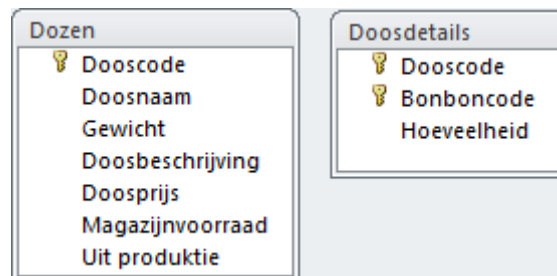 Dozen
Dooscode
Doosnaam
Gewicht
Doosbeschrijving
Doosprijs
Magazijnvoorraad
Uit produktie
Doosdetails
Dooscode
Bonboncode
Hoeveelheid